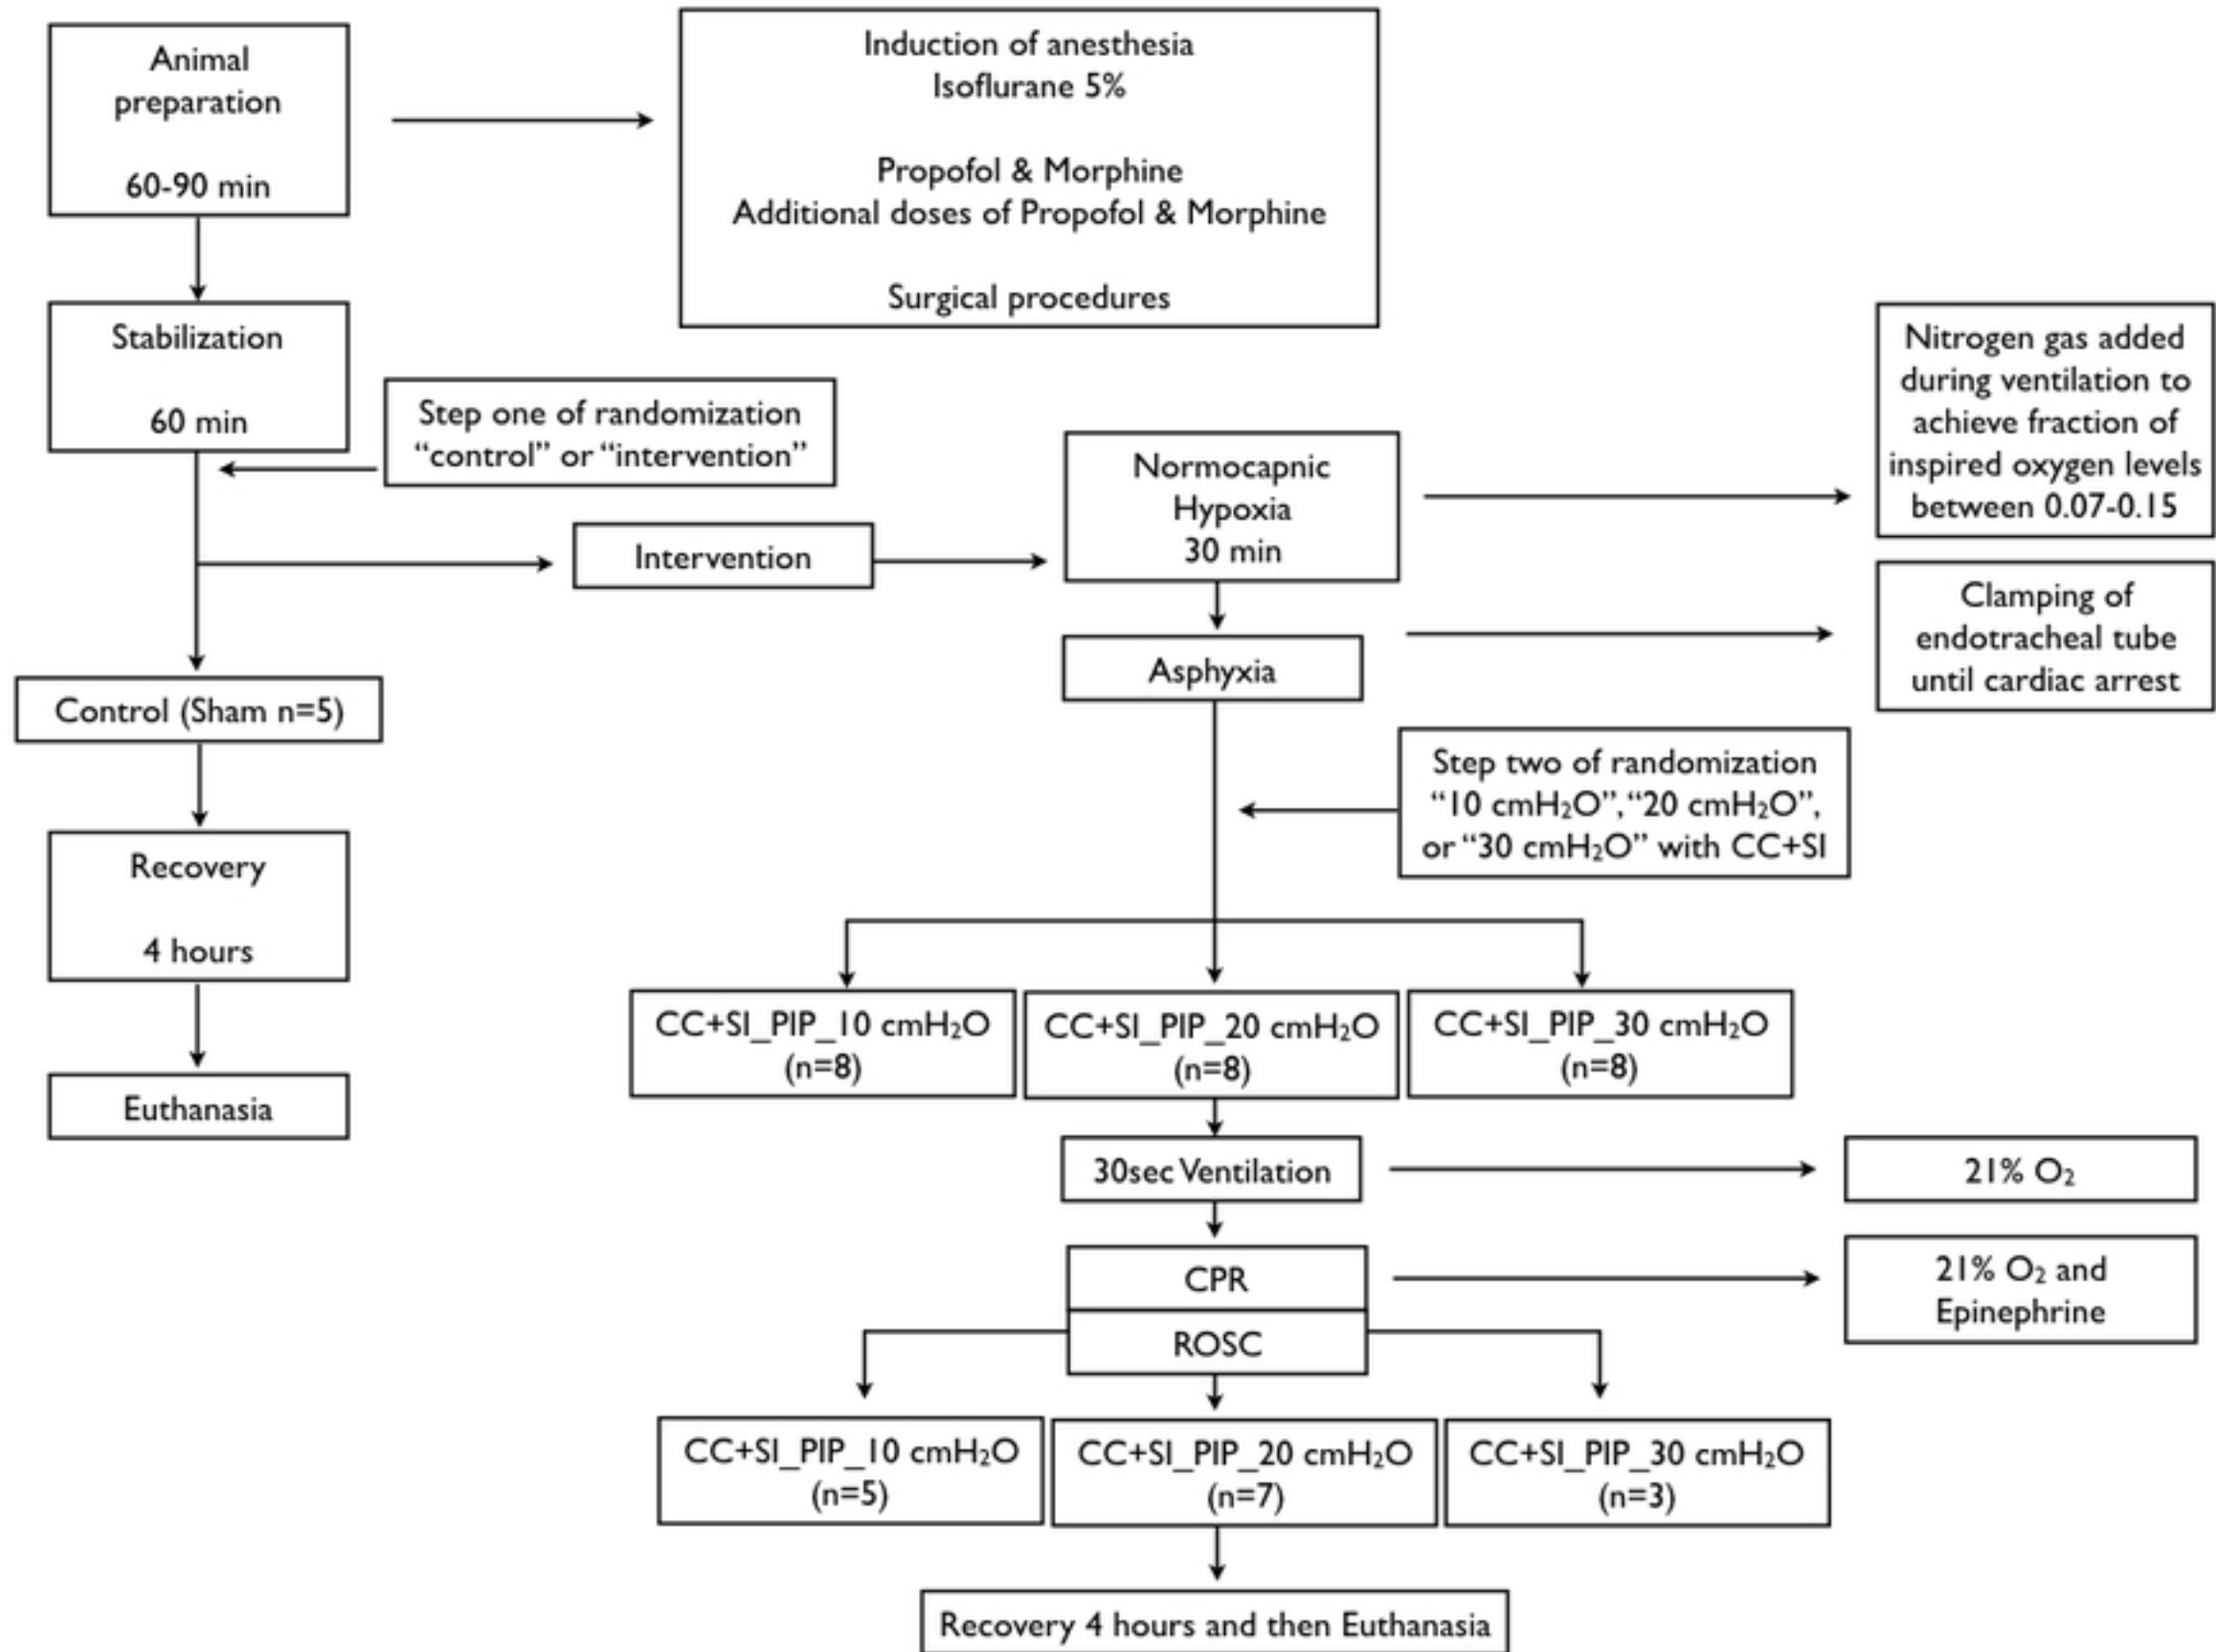 Animal
preparation
60-90 min
Induction of anesthesia
Isoflurane 5%
Propofol & Morphine
Additional doses of Propofol & Morphine
Surgical procedures
Stabilization
60 min
Step one of randomization
“control” or “intervention”
Intervention
Normocapnic
Hypoxia
30 min
Nitrogen gas added
during ventilation to
achieve fraction of
inspired oxygen levels
between 0.07-0.15
Asphyxia
Clamping of
endotracheal tube
until cardiac arrest
Control (Sham n=5)
Recovery
4 hours
Euthanasia
Step two of randomization
“10 cmH₂O”, “20 cmH₂O”,
or “30 cmH₂O” with CC+SI
CC+SI_PIP_10 cmH₂O
(n=8)
CC+SI_PIP_20 cmH₂O
(n=8)
CC+SI_PIP_30 cmH₂O
(n=8)
30sec Ventilation
21% O₂
CPR
21% O₂ and
Epinephrine
ROSC
CC+SI_PIP_10 cmH₂O
(n=5)
CC+SI_PIP_20 cmH₂O
(n=7)
CC+SI_PIP_30 cmH₂O
(n=3)
Recovery 4 hours and then Euthanasia